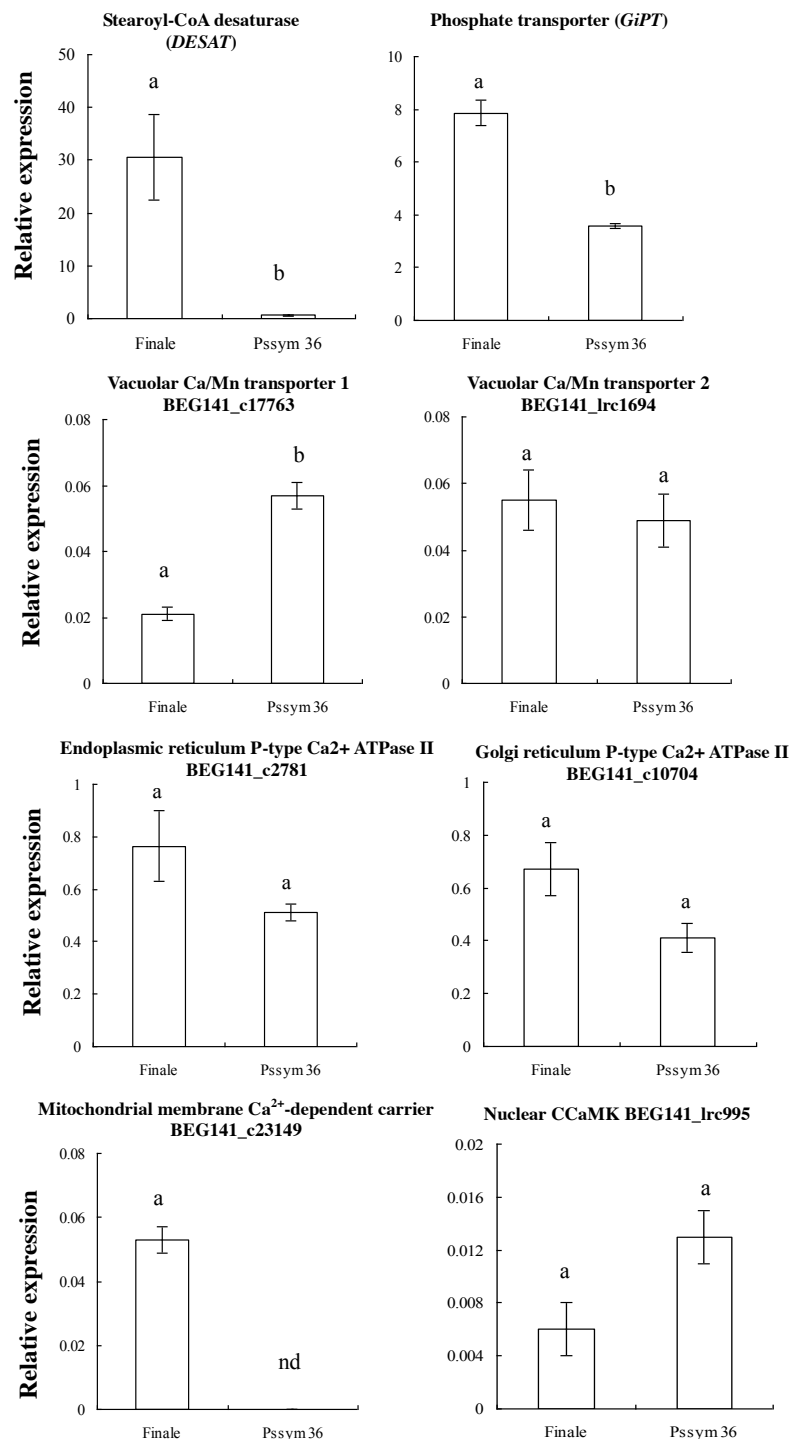 Stearoyl-CoA desaturase
(DESAT)
Relative expression
50
40
30
20
10
0
a
b
Finale Pssym 36
Phosphate transporter (GiPT)
10
8
6
4
2
0
a
b
Finale Pssym 36
Vacuolar Ca/Mn transporter 1
BEG141_c17763
Relative expression
0.08
0.06
0.04
0.02
0
a
b
Finale Pssym 36
Vacuolar Ca/Mn transporter 2
BEG141_lrc1694
0.08
0.06
0.04
0.02
0
a
a
Finale Pssym 36
Endoplasmic reticulum P-type Ca2+ ATPase II
BEG141_c2781
Relative expression
1
0.8
0.6
0.4
0.2
0
a
a
Finale Pssym 36
Golgi reticulum P-type Ca2+ ATPase II
BEG141_c10704
1
0.8
0.6
0.4
0.2
0
a
a
Finale Pssym 36
Mitochondrial membrane Ca²⁺-dependent carrier
BEG141_c23149
Relative expression
0.08
0.06
0.04
0.02
0
a
nd
Finale Pssym 36
Nuclear CCaMK BEG141_lrc995
0.02
0.016
0.012
0.008
0.004
0
a
a
Finale Pssym 36